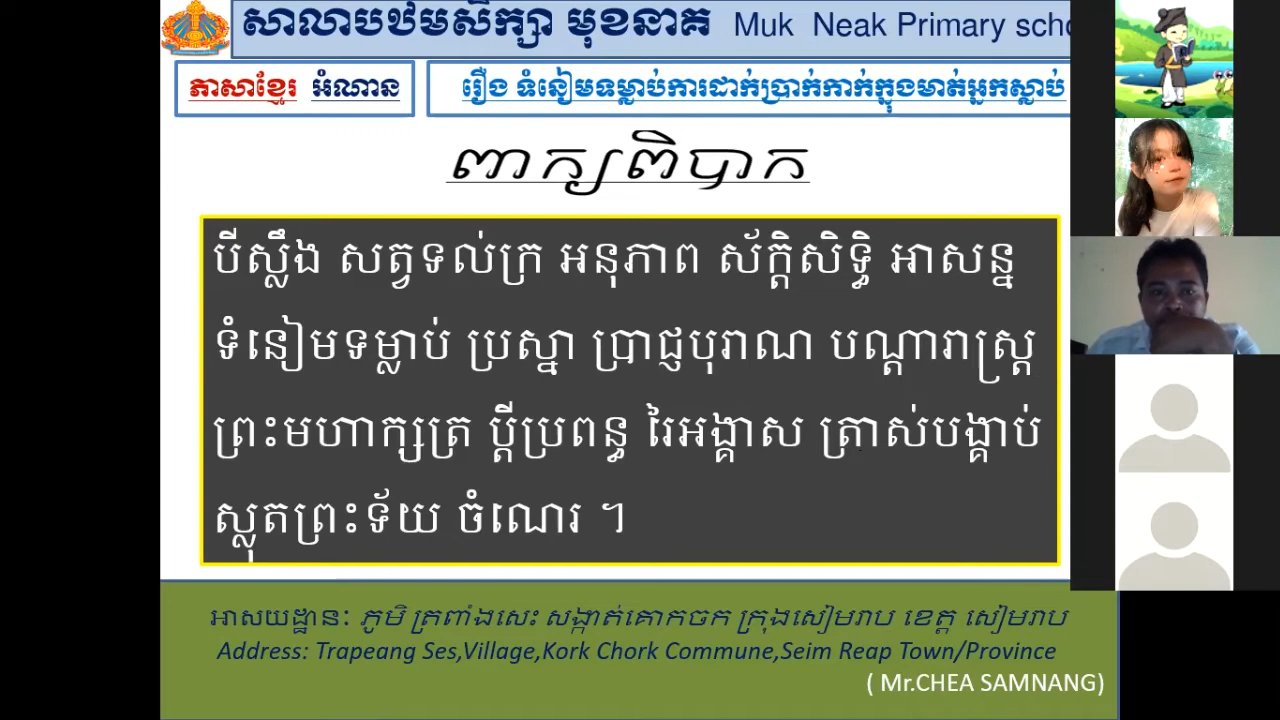 សាលាបឋមសិក្សា មុខនាគ Muk Neak Primary scho
ភាសាខ្មែរ អំណាន
រឿង ទំនៀមទម្លាប់ការដាក់ប្រាក់កាក់ក្នុងមាត់អ្នកស្លាប់
ពាក្យពិបាក
បីស្លឹង សត្វទល់ក្រ អនុភាព ស័ក្តិសិទ្ធិ អាសន្ន
ទំនៀមទម្លាប់ ប្រស្នា ប្រាជ្ញបុរាណ បណ្តារាស្ត្រ
ព្រះមហាក្សត្រ ប្តីប្រពន្ធ រៃអង្គាស ត្រាស់បង្គាប់
ស្លុតព្រះទ័យ ចំណេរ ។
អាសយដ្ឋាន: ភូមិ ត្រពាំងសេះ សង្កាត់គោកចក ក្រុងសៀមរាប ខេត្ត សៀមរាប
Address: Trapeang Ses,Village,Kork Chork Commune,Seim Reap Town/Province
( Mr.CHEA SAMNANG)